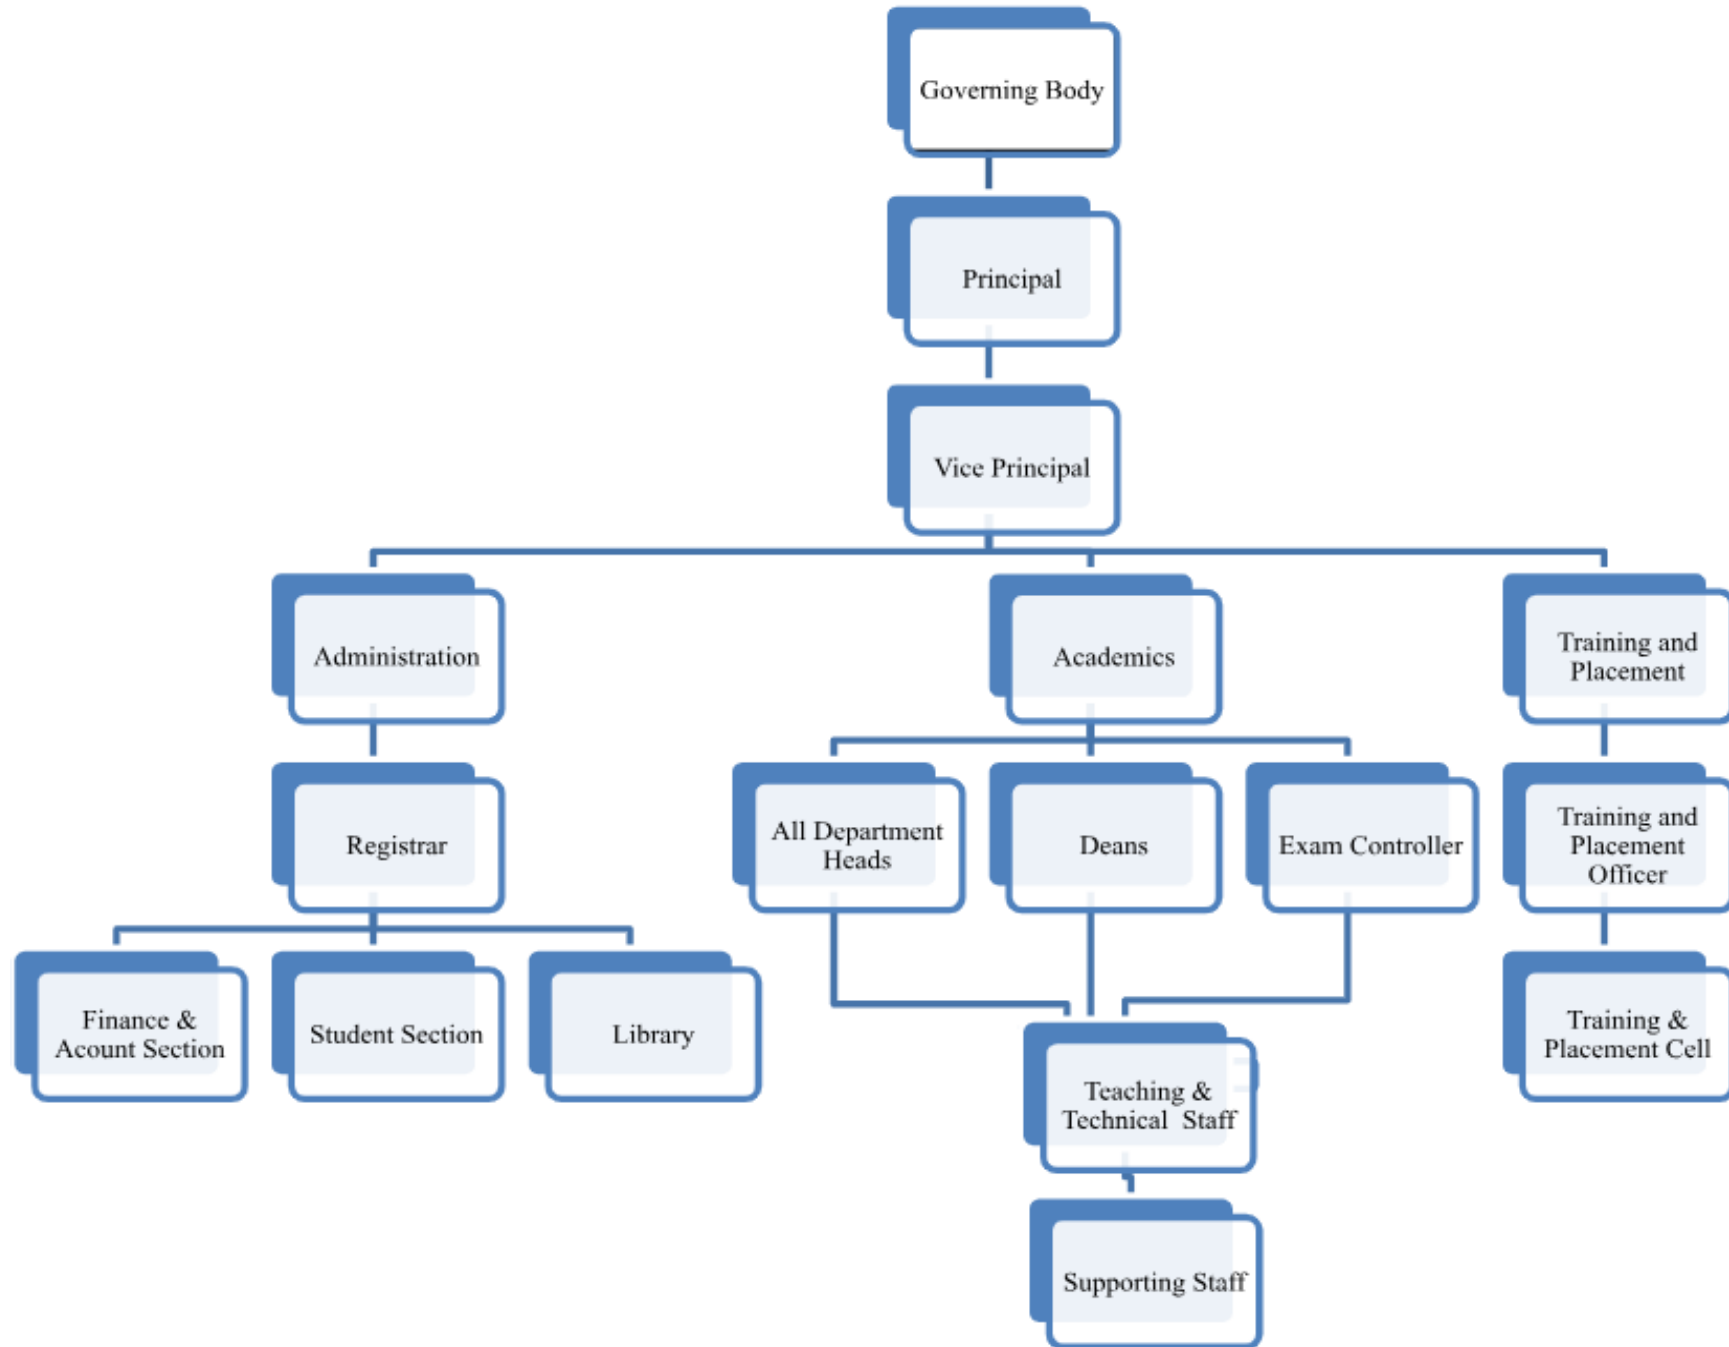 Governing Body
Principal
Vice Principal
Administration
Academics
Training and
Placement
Registrar
All Department
Heads
Deans
Exam Controller
Training and
Placement
Officer
Finance &
Acount Section
Student Section
Library
Training &
Placement Cell
Teaching &
Technical Staff
Supporting Staff